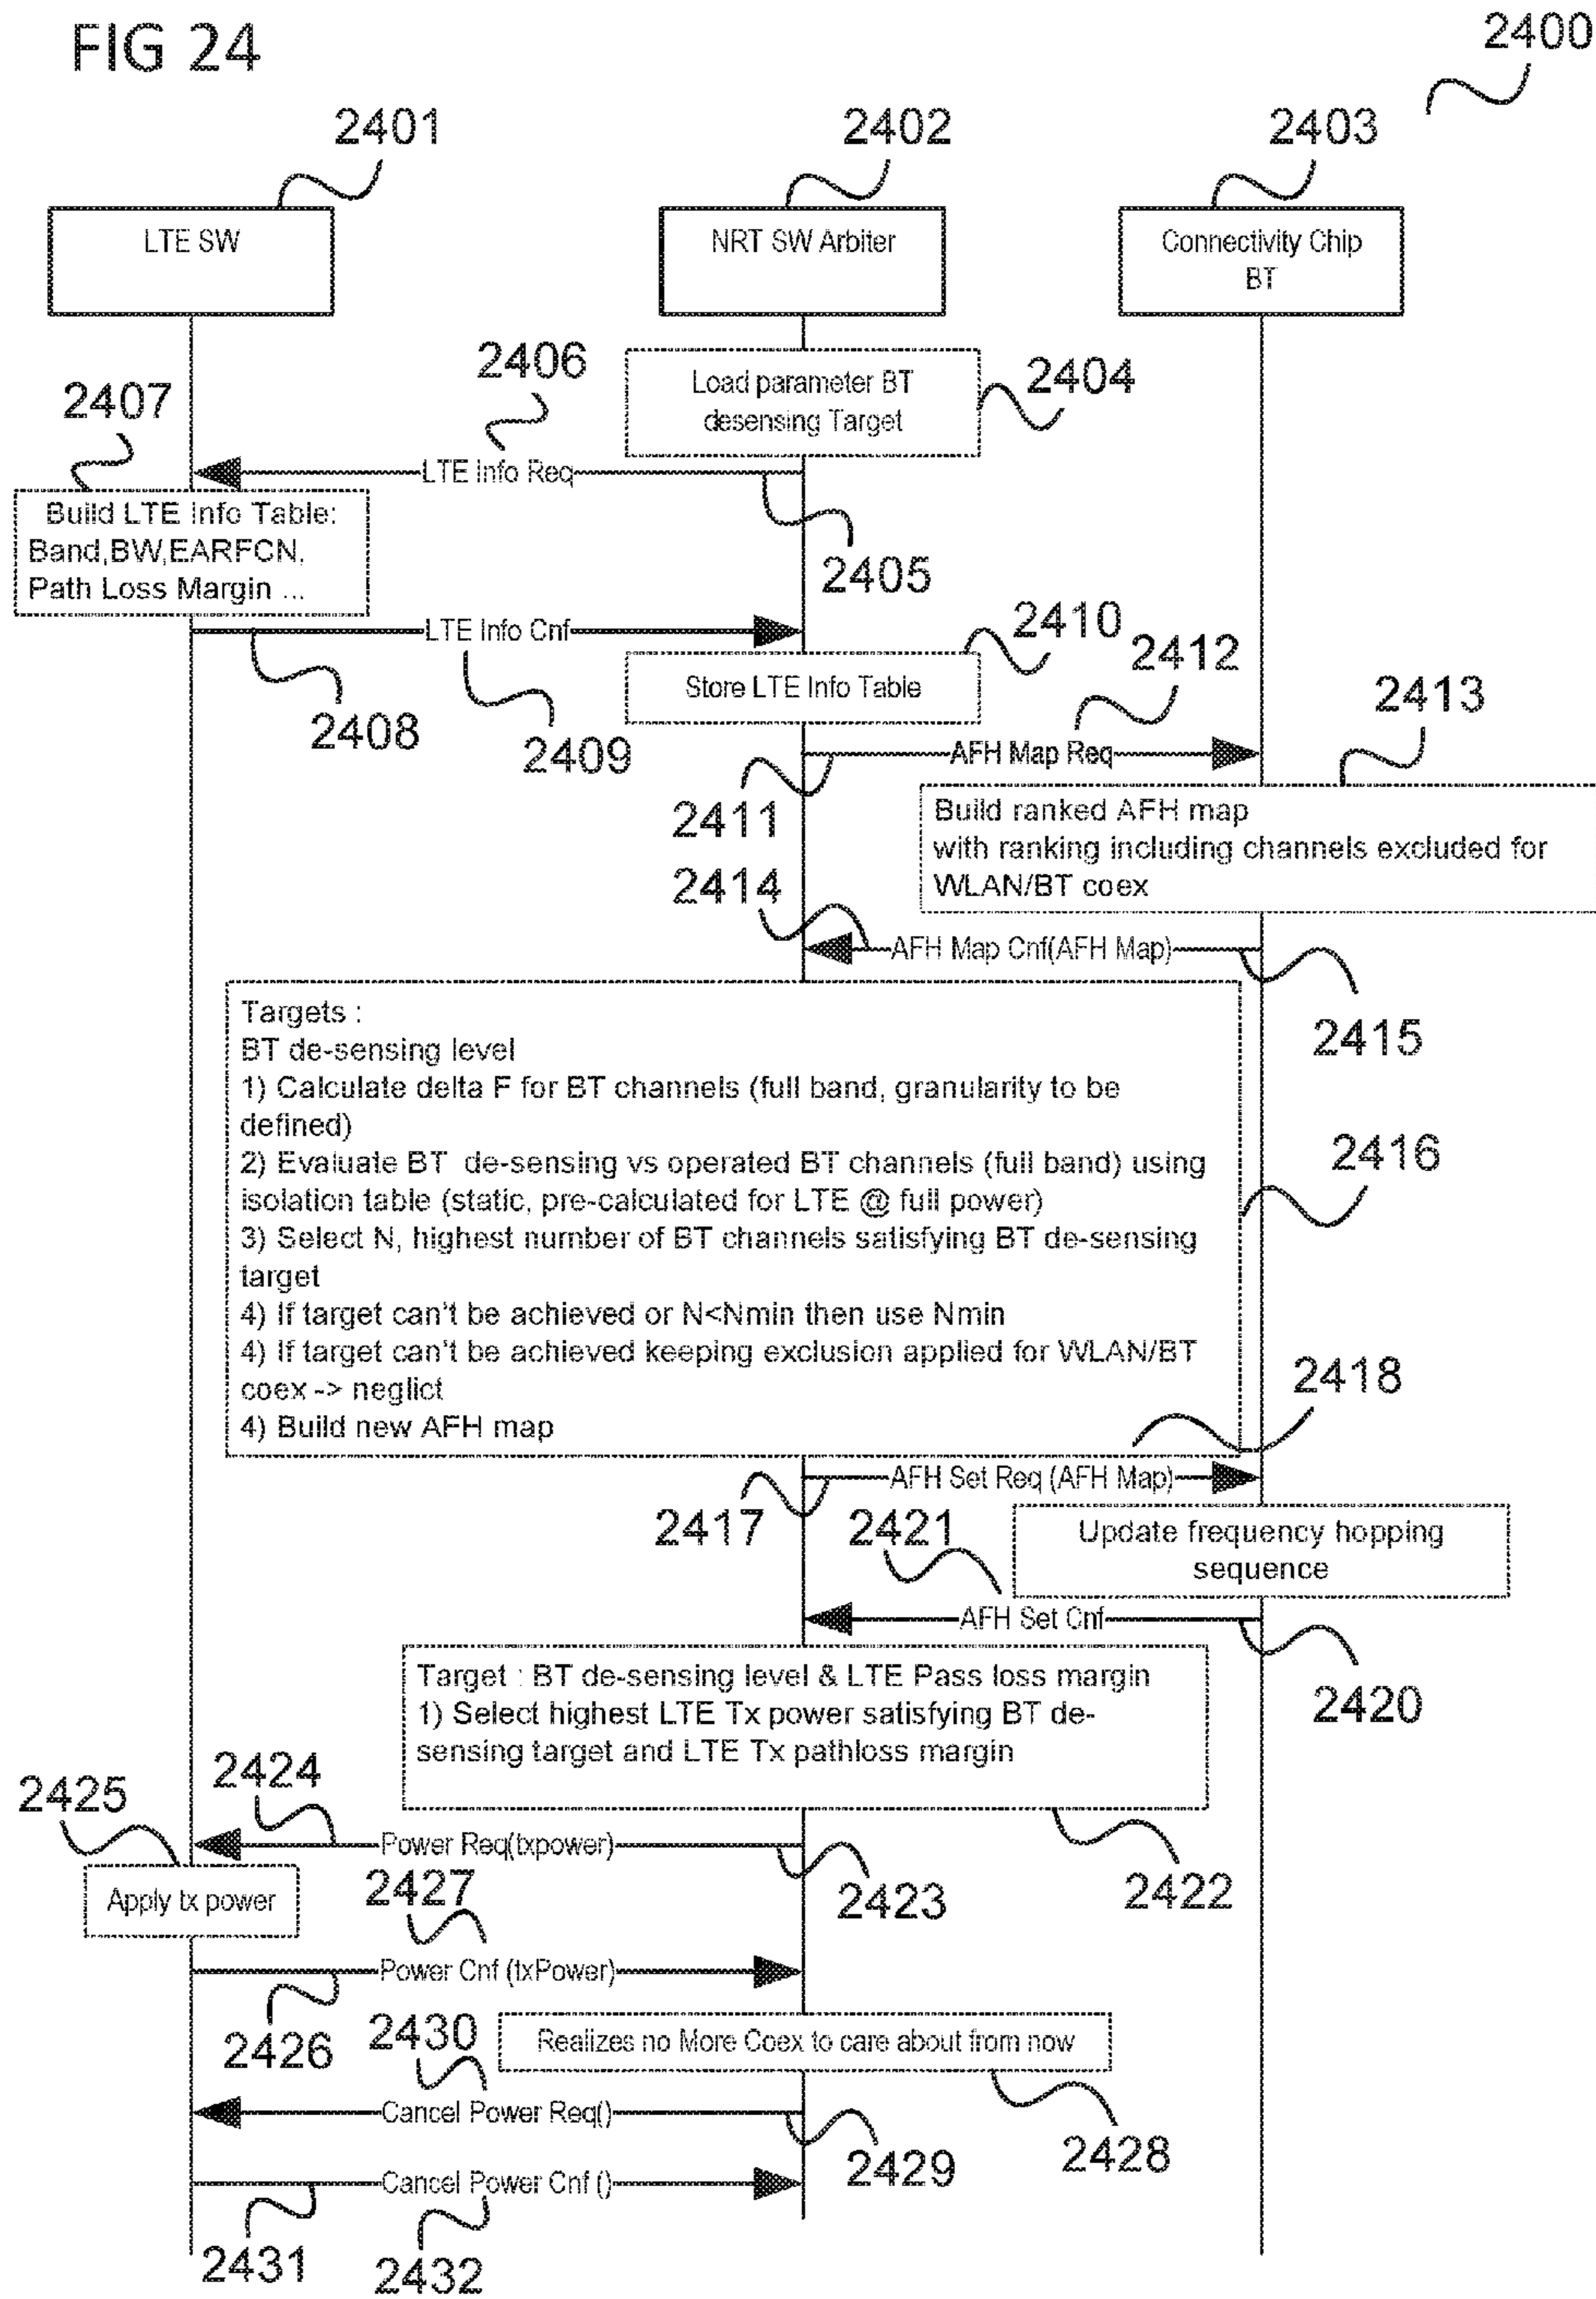 FIG 24
2400
2401
2402
2403
LTE SW
NRT SW Arbiter
Connectivity Chip
BT
2406
2404
Load parameter BT
desensing Target
2407
LTE Info Req
Build LTE Info Table:
Band,BW,EARFCN,
Path Loss Margin ...
2405
LTE Info Cnf
2410
2412
Store LTE Info Table
2408
2409
2413
AFH Map Req
2411
Build ranked AFH map
with ranking including channels excluded for
WLAN/BT coex
2414
AFH Map Cnf(AFH Map)
2415
Targets :
BT de-sensing level
1) Calculate delta F for BT channels (full band, granularity to be
defined)
2) Evaluate BT de-sensing vs operated BT channels (full band) using
isolation table (static, pre-calculated for LTE @ full power)
3) Select N, highest number of BT channels satisfying BT de-sensing
target
4) If target can't be achieved or N<Nmin then use Nmin
4) If target can't be achieved keeping exclusion applied for WLAN/BT
coex -> neglict
4) Build new AFH map
2416
2418
AFH Set Req (AFH Map)
2417
2421
Update frequency hopping
sequence
AFH Set Cnf
2420
Target : BT de-sensing level & LTE Pass loss margin
1) Select highest LTE Tx power satisfying BT de-
sensing target and LTE Tx pathloss margin
2424
2425
Power Req(txpower)
2422
2423
Apply tx power
2427
Power Cnf (txPower)
2426
2430
Realizes no More Coex to care about from now
Cancel Power Req()
2429
2428
Cancel Power Cnf ()
2431
2432